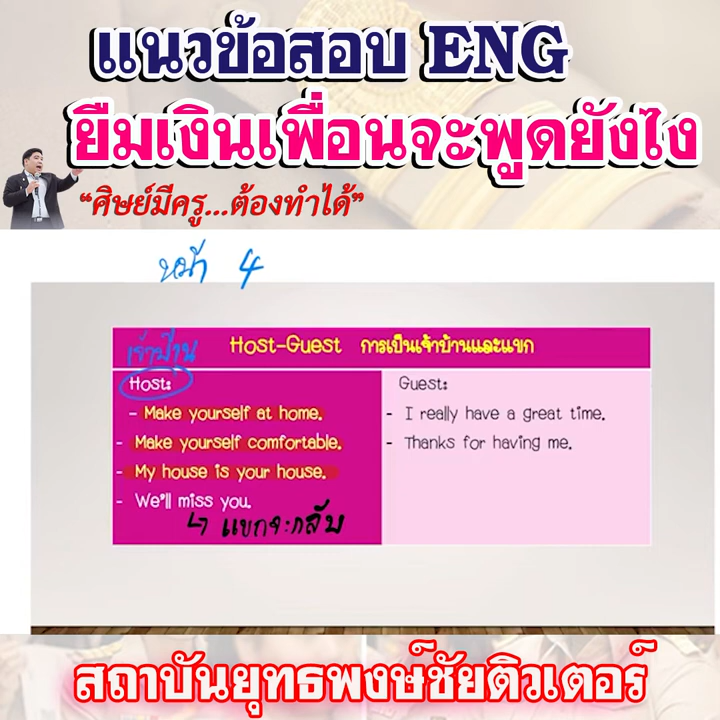 แนวข้อสอบ ENG
ยืมเงินเพื่อนจะพูดยังไง
“ศิษย์มีครู...ต้องทำได้”
หน้า 4
เจ้าบ้าน
Host-Guest การเป็นเจ้าบ้านและแขก
Host:
- Make yourself at home.
- Make yourself comfortable.
- My house is your house.
- We'll miss you.
↳ แขกจะกลับ
Guest:
- I really have a great time.
- Thanks for having me.
สถาบันยุทธพงษ์ชัยติวเตอร์